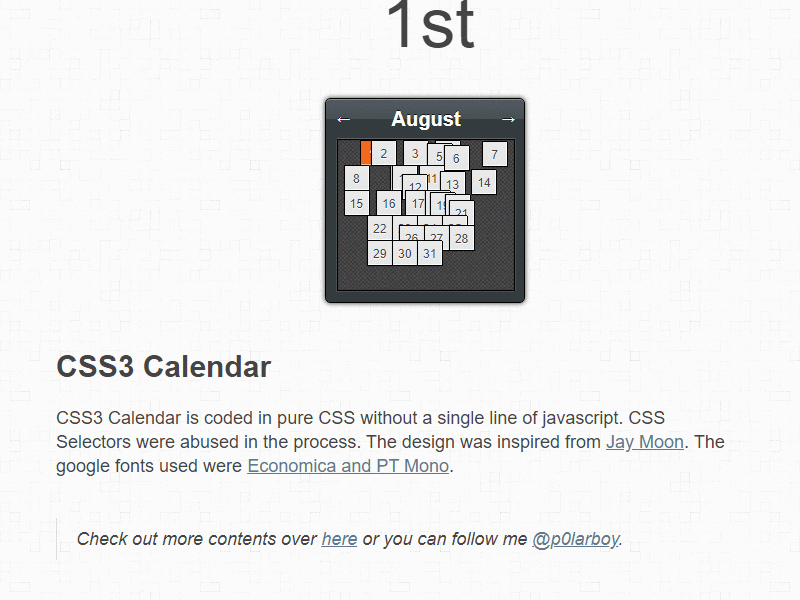 1st
← August →
2 3 5 6 7
8 12 11 13 14
15 16 17 19 21
22 26 27 28
29 30 31
CSS3 Calendar
CSS3 Calendar is coded in pure CSS without a single line of javascript. CSS
Selectors were abused in the process. The design was inspired from Jay Moon. The
google fonts used were Economica and PT Mono.
Check out more contents over here or you can follow me @p0larboy.